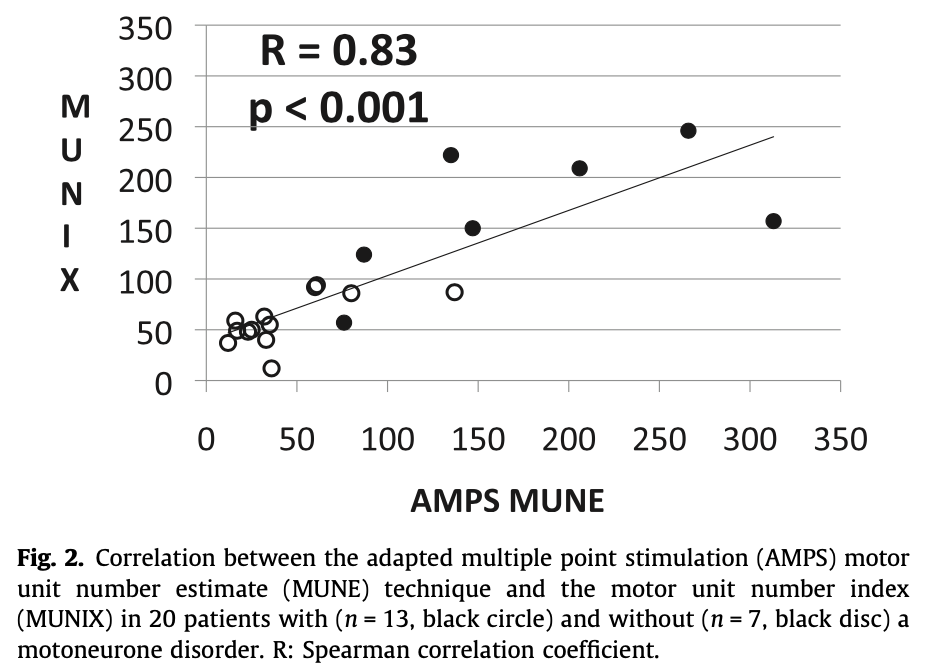 350
R = 0.83
300
p < 0.001
250
200
150
100
50
0
M
U
N
I
X
0 50 100 150 200 250 300 350
AMPS MUNE
Fig. 2. Correlation between the adapted multiple point stimulation (AMPS) motor
unit number estimate (MUNE) technique and the motor unit number index
(MUNIX) in 20 patients with (n = 13, black circle) and without (n = 7, black disc) a
motoneurone disorder. R: Spearman correlation coefficient.